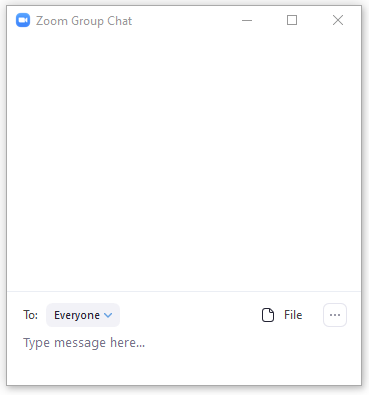 Zoom Group Chat
To: Everyone File ...
Type message here...